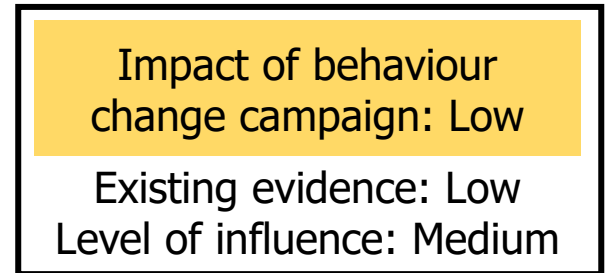 Impact of behaviour
change campaign: Low
Existing evidence: Low
Level of influence: Medium